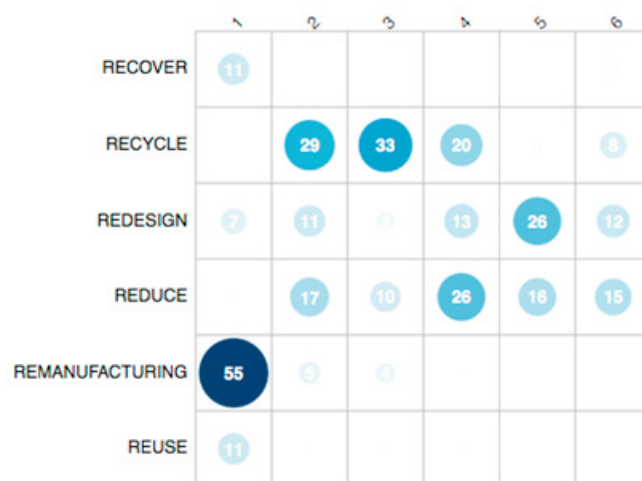 1 2 3 4 5 6
RECOVER 11
RECYCLE 29 33 20 8
REDESIGN 7 11 3 13 26 12
REDUCE 17 10 26 16 15
REMANUFACTURING 55 5 4
REUSE 11